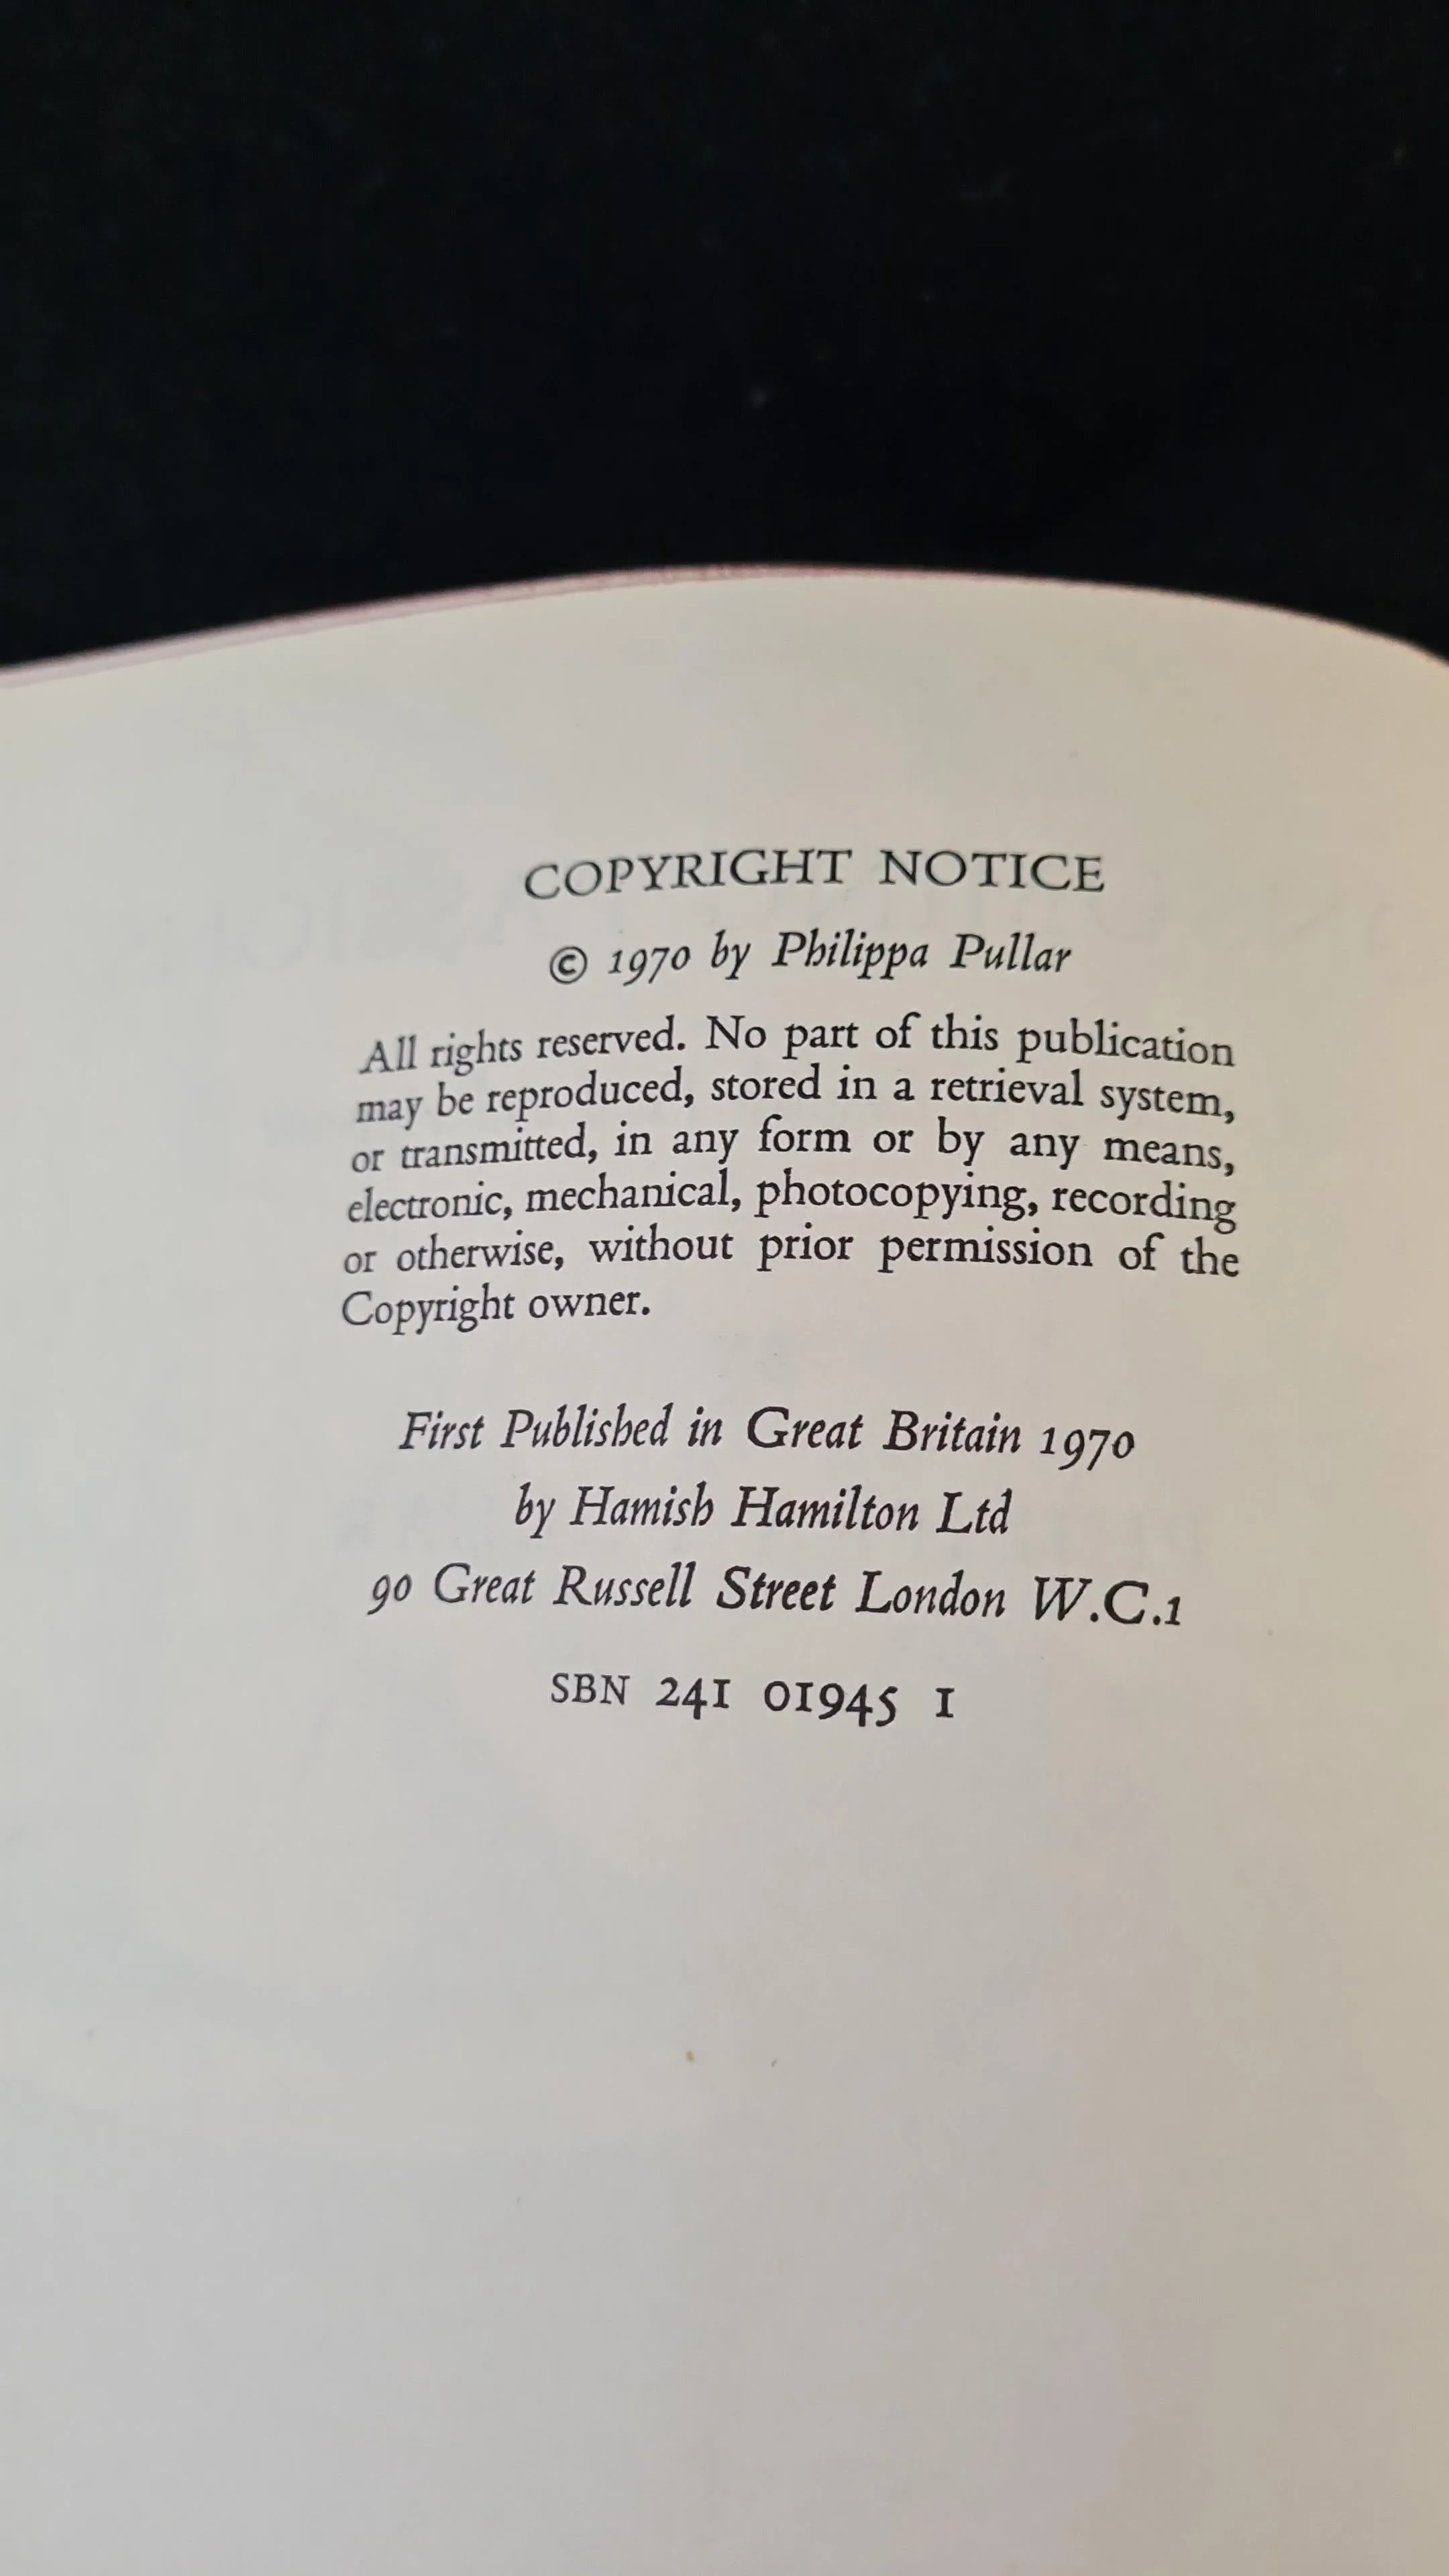 COPYRIGHT NOTICE
© 1970 by Philippa Pullar
All rights reserved. No part of this publication
may be reproduced, stored in a retrieval system,
or transmitted, in any form or by any means,
electronic, mechanical, photocopying, recording
or otherwise, without prior permission of the
Copyright owner.
First Published in Great Britain 1970
by Hamish Hamilton Ltd
90 Great Russell Street London W.C.1
SBN 241 01945 1